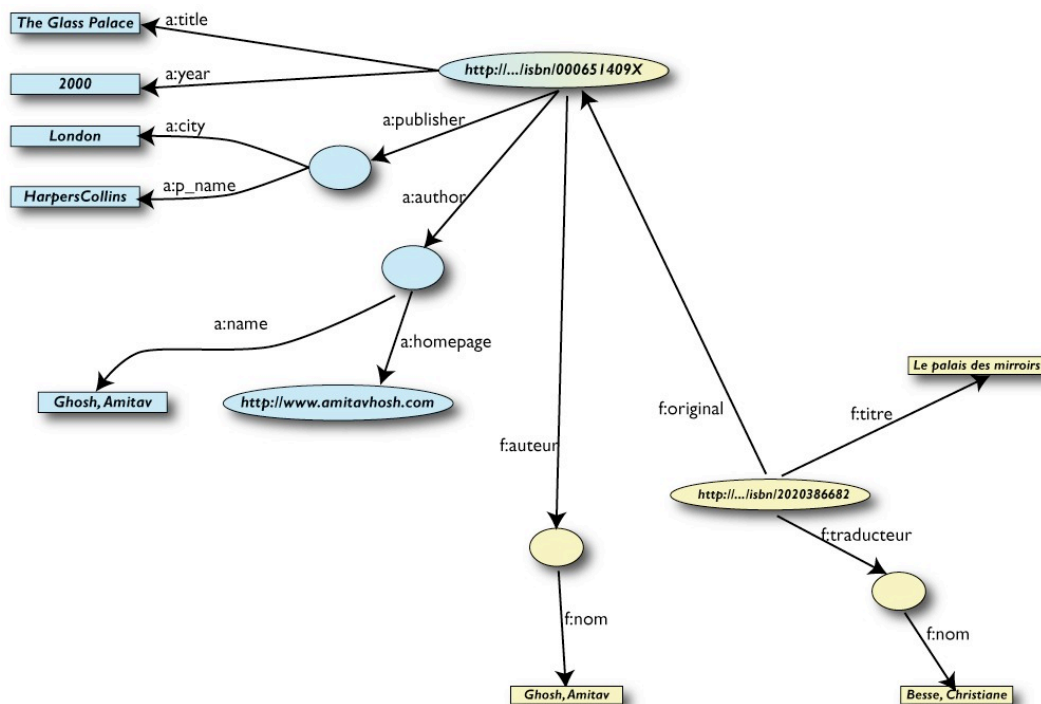 The Glass Palace
a:title
http://.../isbn/000651409X
2000
a:year
a:publisher
London
a:city
a:p_name
HarpersCollins
a:author
a:name
a:homepage
Ghosh, Amitav
http://www.amitavhosh.com
Le palais des mirroirs
f:original
f:titre
f:auteur
http://.../isbn/2020386682
f:traducteur
f:nom
f:nom
Ghosh, Amitav
Besse, Christiane